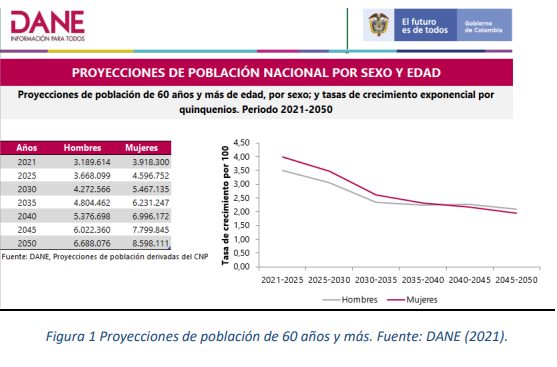 DANE
INFORMACIÓN PARA TODOS
El futuro es de todos
Gobierno de Colombia
PROYECCIONES DE POBLACIÓN NACIONAL POR SEXO Y EDAD
Proyecciones de población de 60 años y más de edad, por sexo; y tasas de crecimiento exponencial por
quinquenios. Periodo 2021-2050
Años Hombres Mujeres
2021 3.189.614 3.918.300
2025 3.668.099 4.596.752
2030 4.272.566 5.467.135
2035 4.804.462 6.231.247
2040 5.376.698 6.996.172
2045 6.022.360 7.799.845
2050 6.688.076 8.598.111
Fuente: DANE, Proyecciones de población derivadas del CNP
Tasa de crecimiento por 100
4,50
4,00
3,50
3,00
2,50
2,00
1,50
1,00
0,50
0,00
2021-2025 2025-2030 2030-2035 2035-2040 2040-2045 2045-2050
Hombres Mujeres
Figura 1 Proyecciones de población de 60 años y más. Fuente: DANE (2021).